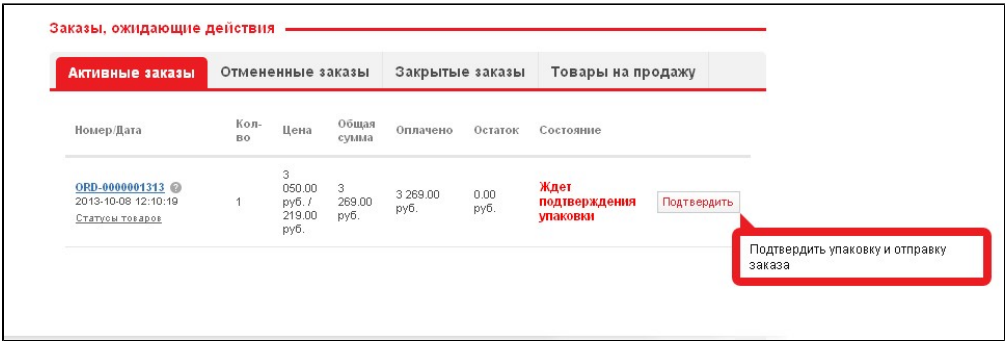 Заказы, ожидающие действия
Активные заказы Отмененные заказы Закрытые заказы Товары на продажу
Номер/Дата Кол-во Цена Общая сумма Оплачено Остаток Состояние
ORD-0000001313
2013-10-08 12:10:19
Статусы товаров
1
3
050.00
руб. /
219.00
руб.
3
269.00
руб.
3 269.00
руб.
0.00
руб.
Ждет
подтверждения
упаковки
Подтвердить
Подтвердить упаковку и отправку
заказа